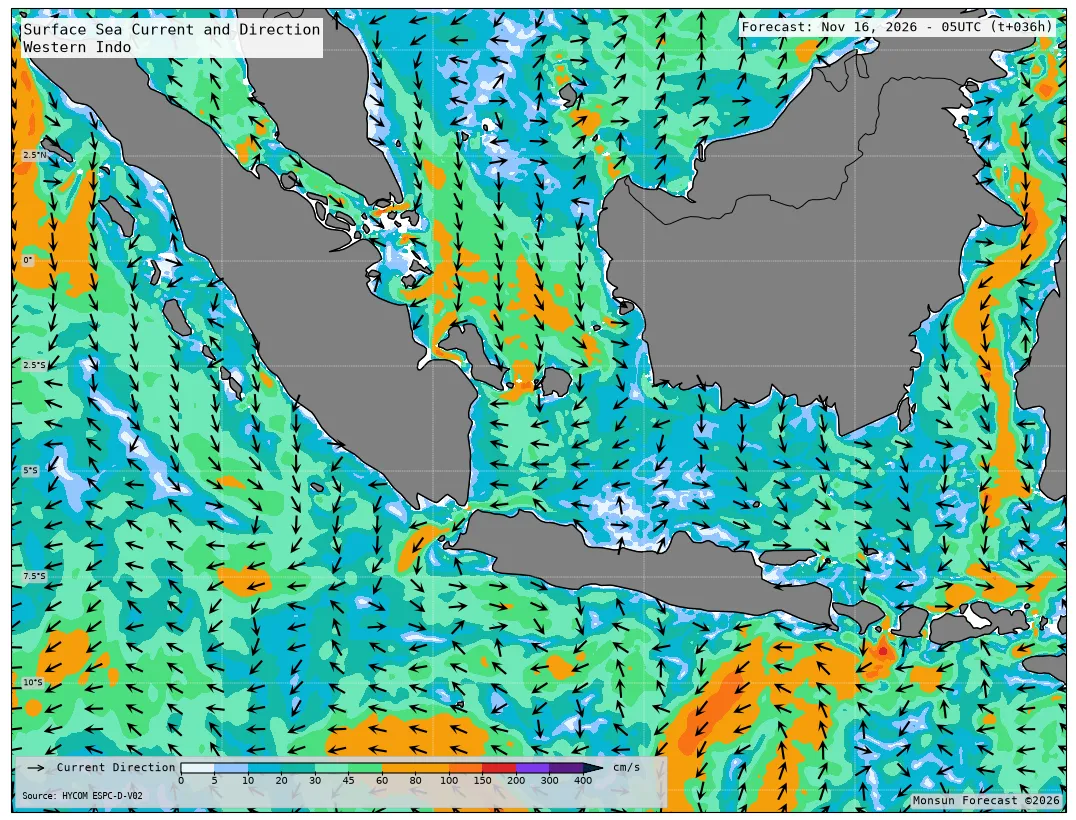 Surface Sea Current and Direction
Western Indo
Forecast: Nov 16, 2026 - 05UTC (t+036h)
2.5°N
0°
2.5°S
5°S
7.5°S
10°S
Current Direction
0 5 10 20 30 45 60 80 100 150 200 300 400
cm/s
Source: HYCOM ESPC-D-V02
Monsun Forecast ©2026